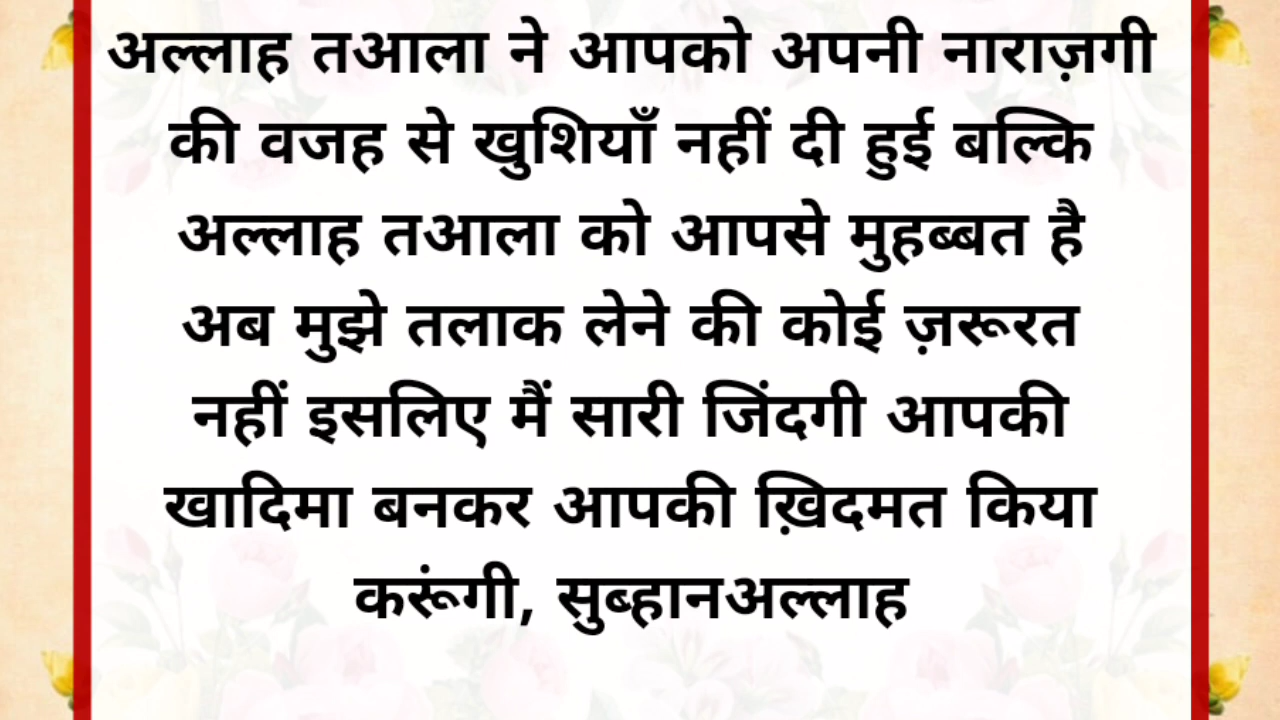 अल्लाह तआला ने आपको अपनी नाराज़गी
की वजह से खुशियाँ नहीं दी हुई बल्कि
अल्लाह तआला को आपसे मुहब्बत है
अब मुझे तलाक लेने की कोई ज़रूरत
नहीं इसलिए मैं सारी जिंदगी आपकी
खादिमा बनकर आपकी ख़िदमत किया
करूंगी, सुब्हानअल्लाह